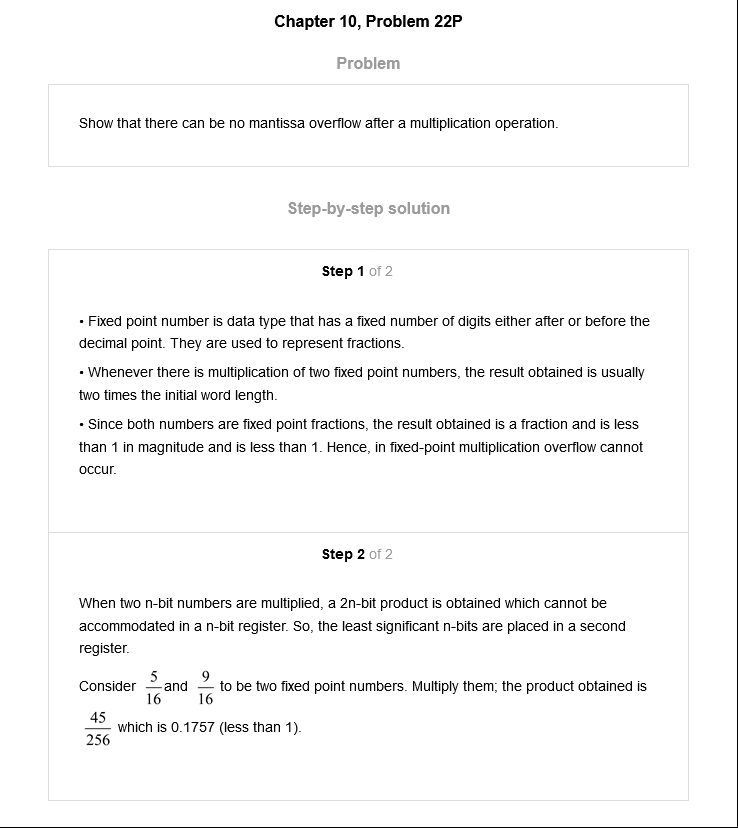 Chapter 10, Problem 22P
Problem
Show that there can be no mantissa overflow after a multiplication operation.
Step-by-step solution
Step 1 of 2
• Fixed point number is data type that has a fixed number of digits either after or before the
decimal point. They are used to represent fractions.
• Whenever there is multiplication of two fixed point numbers, the result obtained is usually
two times the initial word length.
• Since both numbers are fixed point fractions, the result obtained is a fraction and is less
than 1 in magnitude and is less than 1. Hence, in fixed-point multiplication overflow cannot
occur.
Step 2 of 2
When two n-bit numbers are multiplied, a 2n-bit product is obtained which cannot be
accommodated in a n-bit register. So, the least significant n-bits are placed in a second
register.
Consider 5/16 and 9/16 to be two fixed point numbers. Multiply them; the product obtained is
45/256 which is 0.1757 (less than 1).